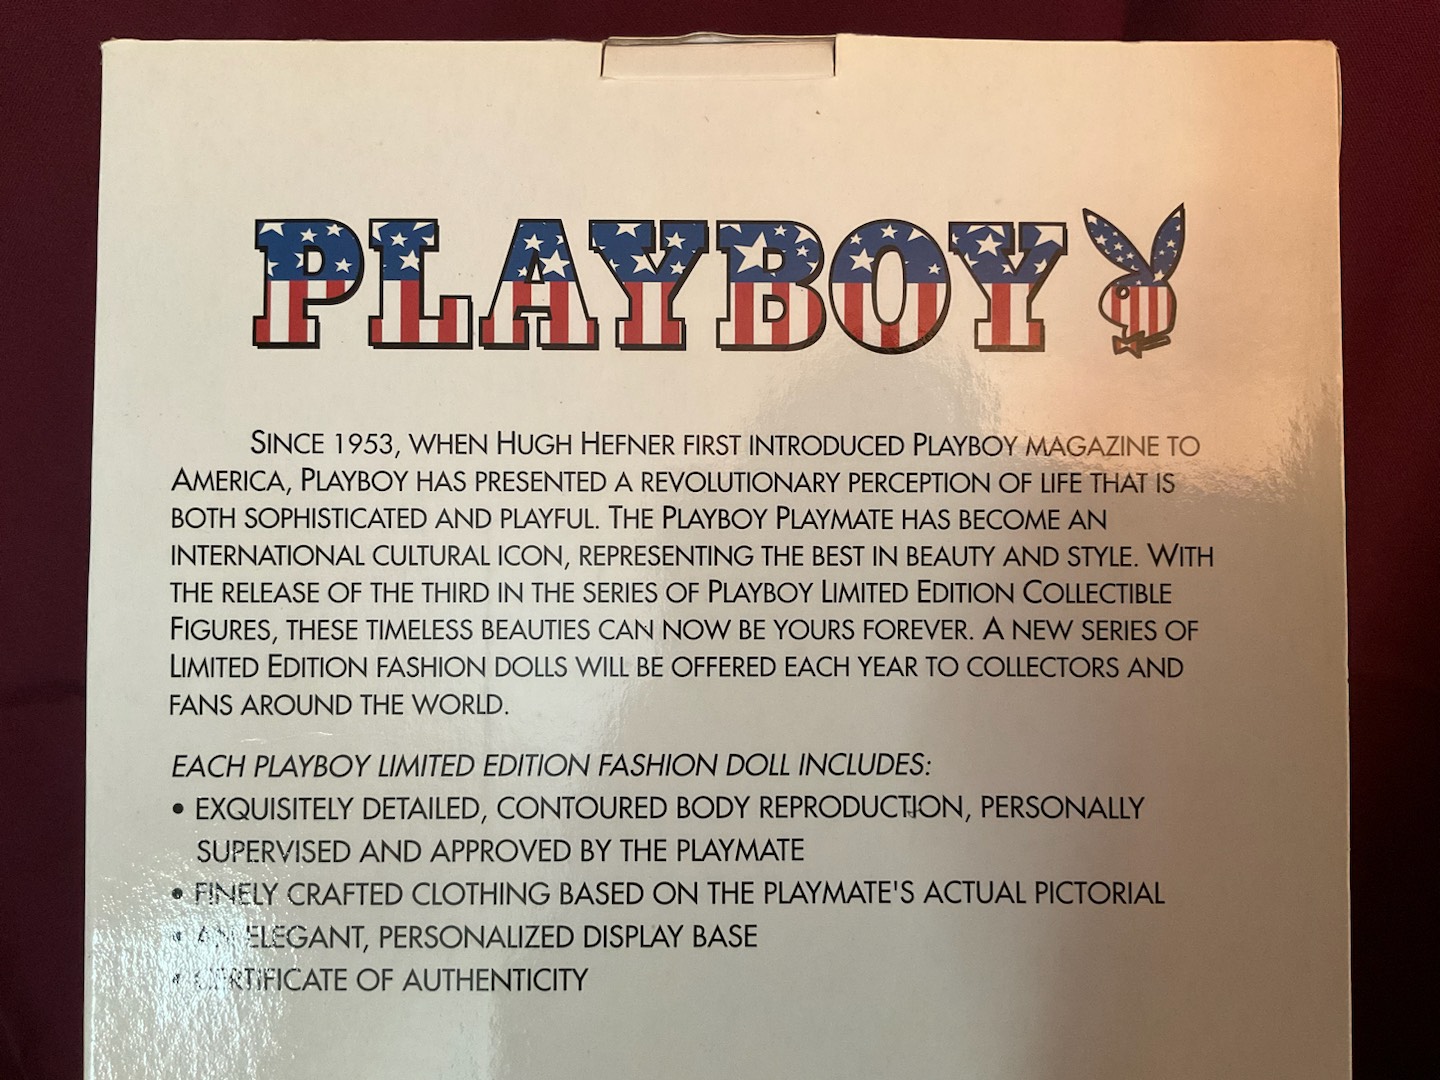 PLAYBOY
SINCE 1953, WHEN HUGH HEFNER FIRST INTRODUCED PLAYBOY MAGAZINE TO
AMERICA, PLAYBOY HAS PRESENTED A REVOLUTIONARY PERCEPTION OF LIFE THAT IS
BOTH SOPHISTICATED AND PLAYFUL. THE PLAYBOY PLAYMATE HAS BECOME AN
INTERNATIONAL CULTURAL ICON, REPRESENTING THE BEST IN BEAUTY AND STYLE. WITH
THE RELEASE OF THE THIRD IN THE SERIES OF PLAYBOY LIMITED EDITION COLLECTIBLE
FIGURES, THESE TIMELESS BEAUTIES CAN NOW BE YOURS FOREVER. A NEW SERIES OF
LIMITED EDITION FASHION DOLLS WILL BE OFFERED EACH YEAR TO COLLECTORS AND
FANS AROUND THE WORLD.
EACH PLAYBOY LIMITED EDITION FASHION DOLL INCLUDES:
• EXQUISITELY DETAILED, CONTOURED BODY REPRODUCTION, PERSONALLY
SUPERVISED AND APPROVED BY THE PLAYMATE
• FINELY CRAFTED CLOTHING BASED ON THE PLAYMATE'S ACTUAL PICTORIAL
• AN ELEGANT, PERSONALIZED DISPLAY BASE
• CERTIFICATE OF AUTHENTICITY